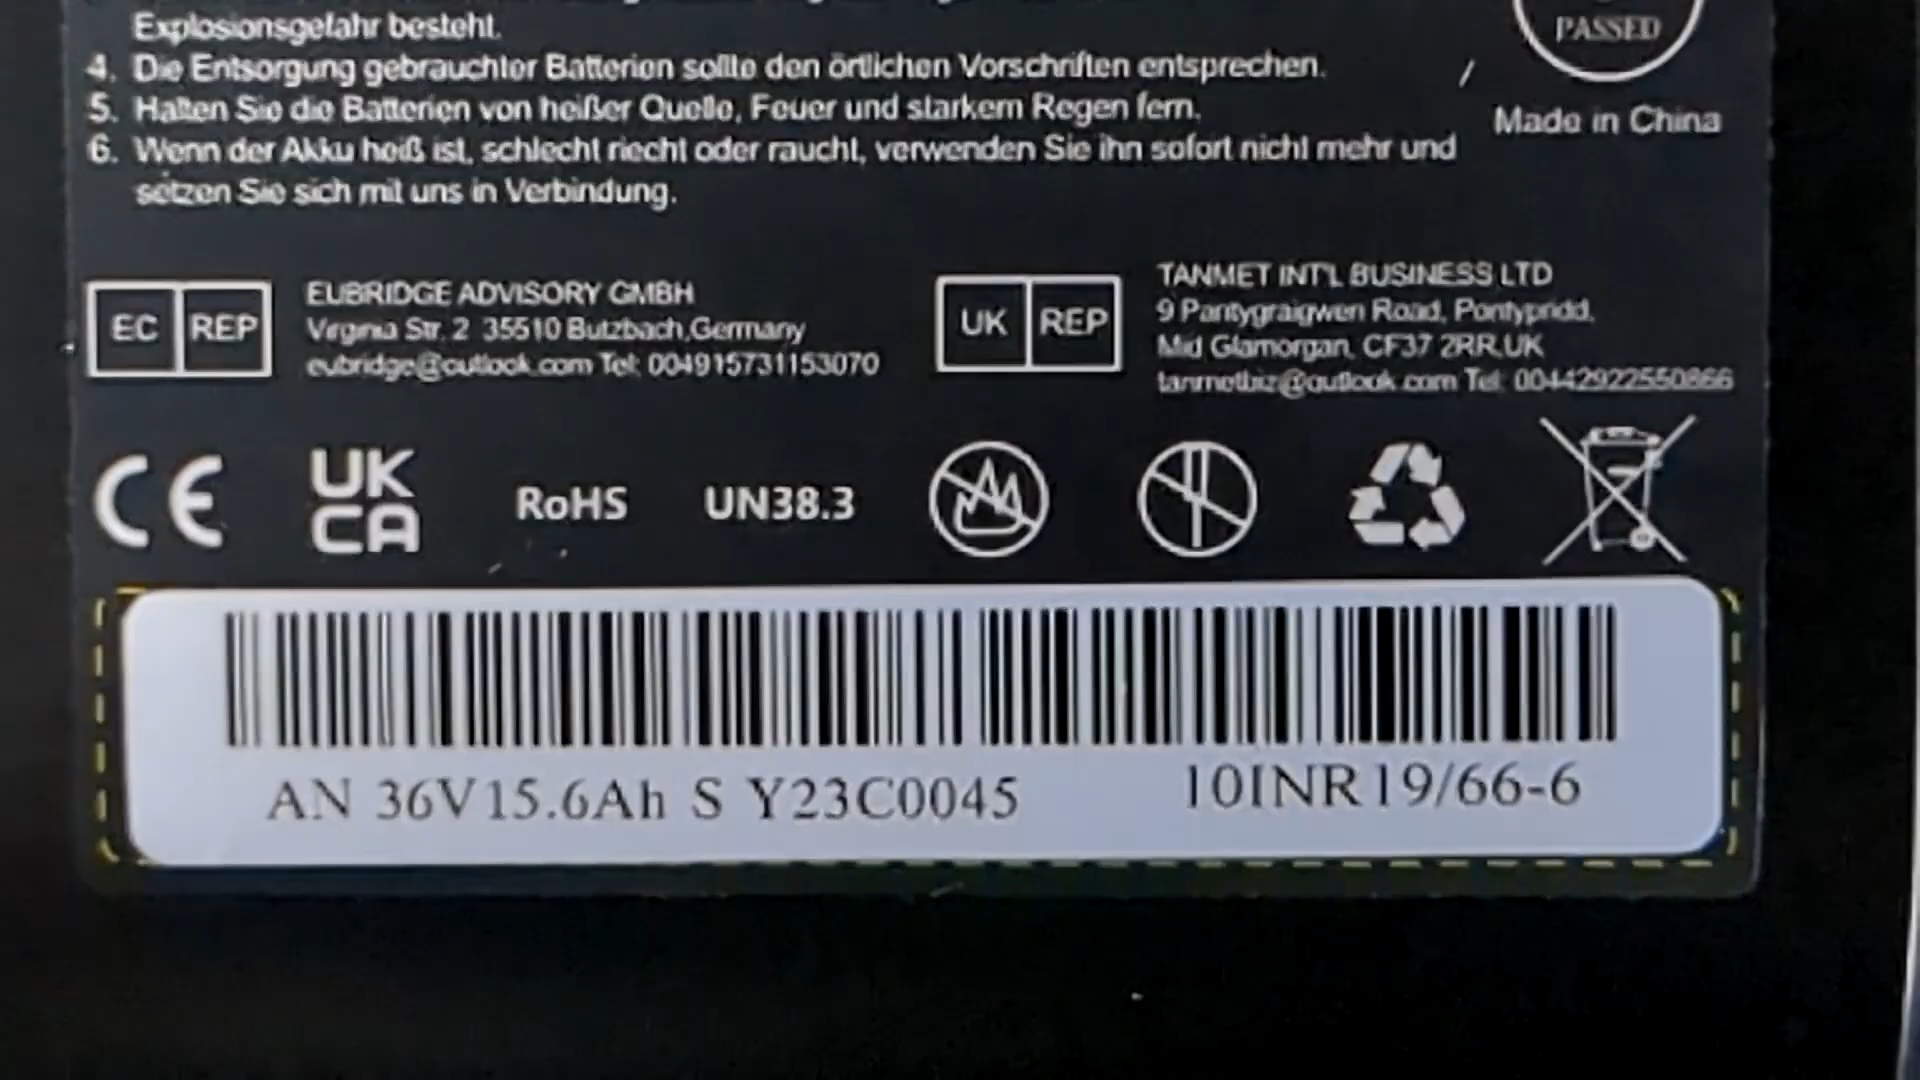 Explosionsgefahr besteht.
PASSED
4. Die Entsorgung gebrauchter Batterien sollte den örtlichen Vorschriften entsprechen.
5. Halten Sie die Batterien von heißer Quelle, Feuer und starkem Regen fern.
Made in China
6. Wenn der Akku heiß ist, schlecht riecht oder raucht, verwenden Sie ihn sofort nicht mehr und
setzen Sie sich mit uns in Verbindung.
EC REP
EUBRIDGE ADVISORY GMBH
Virginia Str. 2 35510 Butzbach,Germany
eubridge@outlook.com Tel: 004915731153070
UK REP
TANMET INT'L BUSINESS LTD
9 Pantygraigwen Road, Pontypridd,
Mid Glamorgan, CF37 2RR,UK
tanmetbiz@outlook.com Tel: 00442922550866
CE
UK
CA
RoHS
UN38.3
AN 36V15.6Ah S Y23C0045
10INR19/66-6